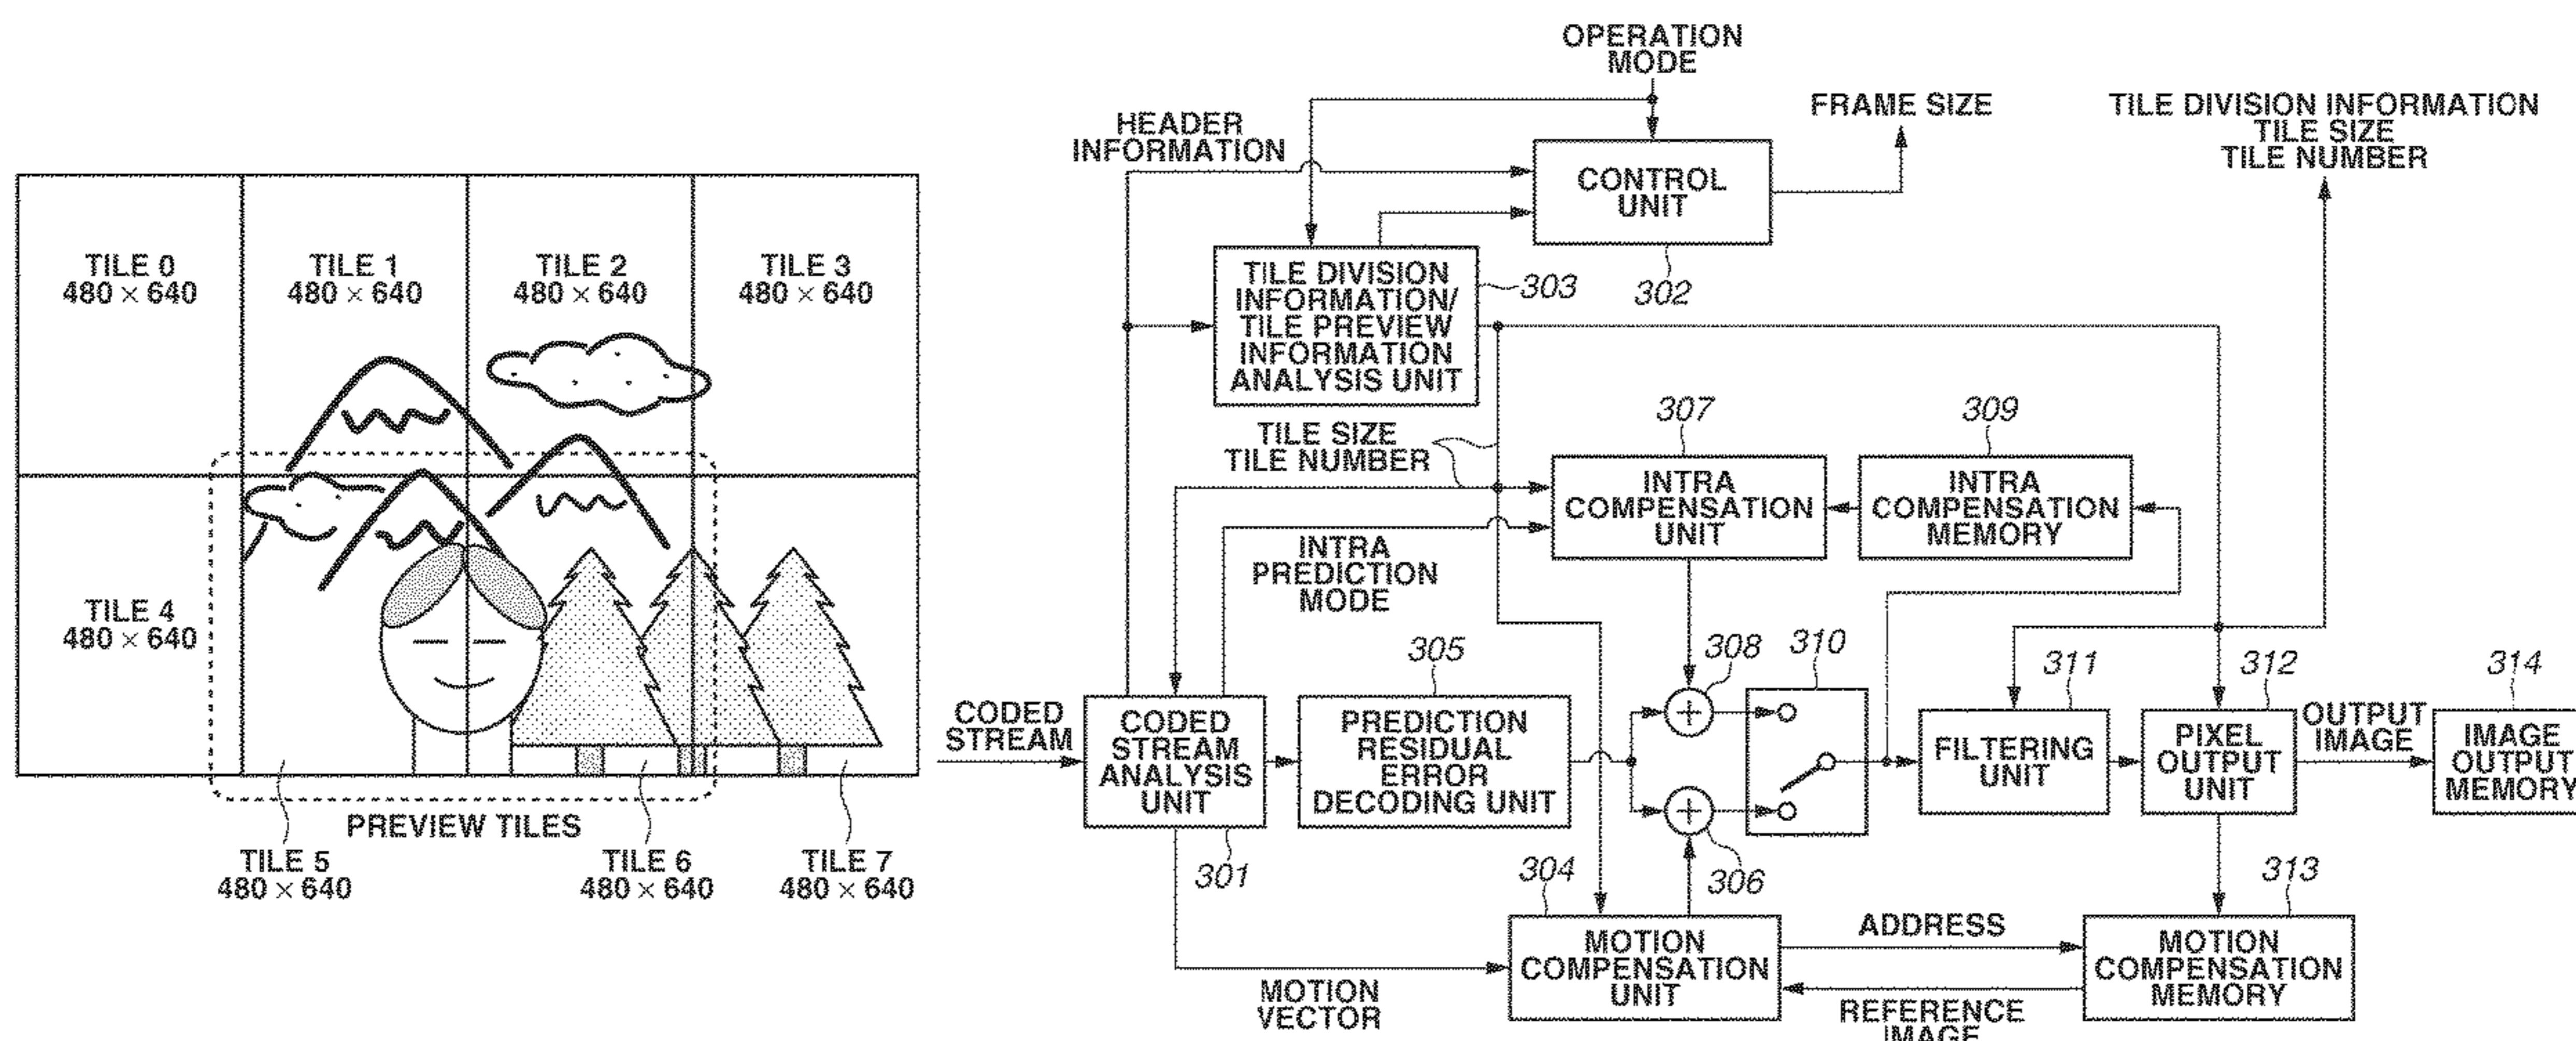 TILE 0
480 × 640
TILE 1
480 × 640
TILE 2
480 × 640
TILE 3
480 × 640
TILE 4
480 × 640
PREVIEW TILES
TILE 5
480 × 640
TILE 6
480 × 640
TILE 7
480 × 640
OPERATION
MODE
HEADER
INFORMATION
FRAME SIZE
TILE DIVISION INFORMATION
TILE SIZE
TILE NUMBER
CONTROL
UNIT
302
TILE DIVISION
INFORMATION/
TILE PREVIEW
INFORMATION
ANALYSIS UNIT
303
TILE SIZE
TILE NUMBER
307
INTRA
COMPENSATION
UNIT
309
INTRA
COMPENSATION
MEMORY
INTRA
PREDICTION
MODE
305
308
310
311
312
314
CODED
STREAM
CODED
STREAM
ANALYSIS
UNIT
301
PREDICTION
RESIDUAL
ERROR
DECODING UNIT
FILTERING
UNIT
PIXEL
OUTPUT
UNIT
OUTPUT
IMAGE
IMAGE
OUTPUT
MEMORY
304
306
313
MOTION
VECTOR
MOTION
COMPENSATION
UNIT
ADDRESS
REFERENCE
IMAGE
MOTION
COMPENSATION
MEMORY